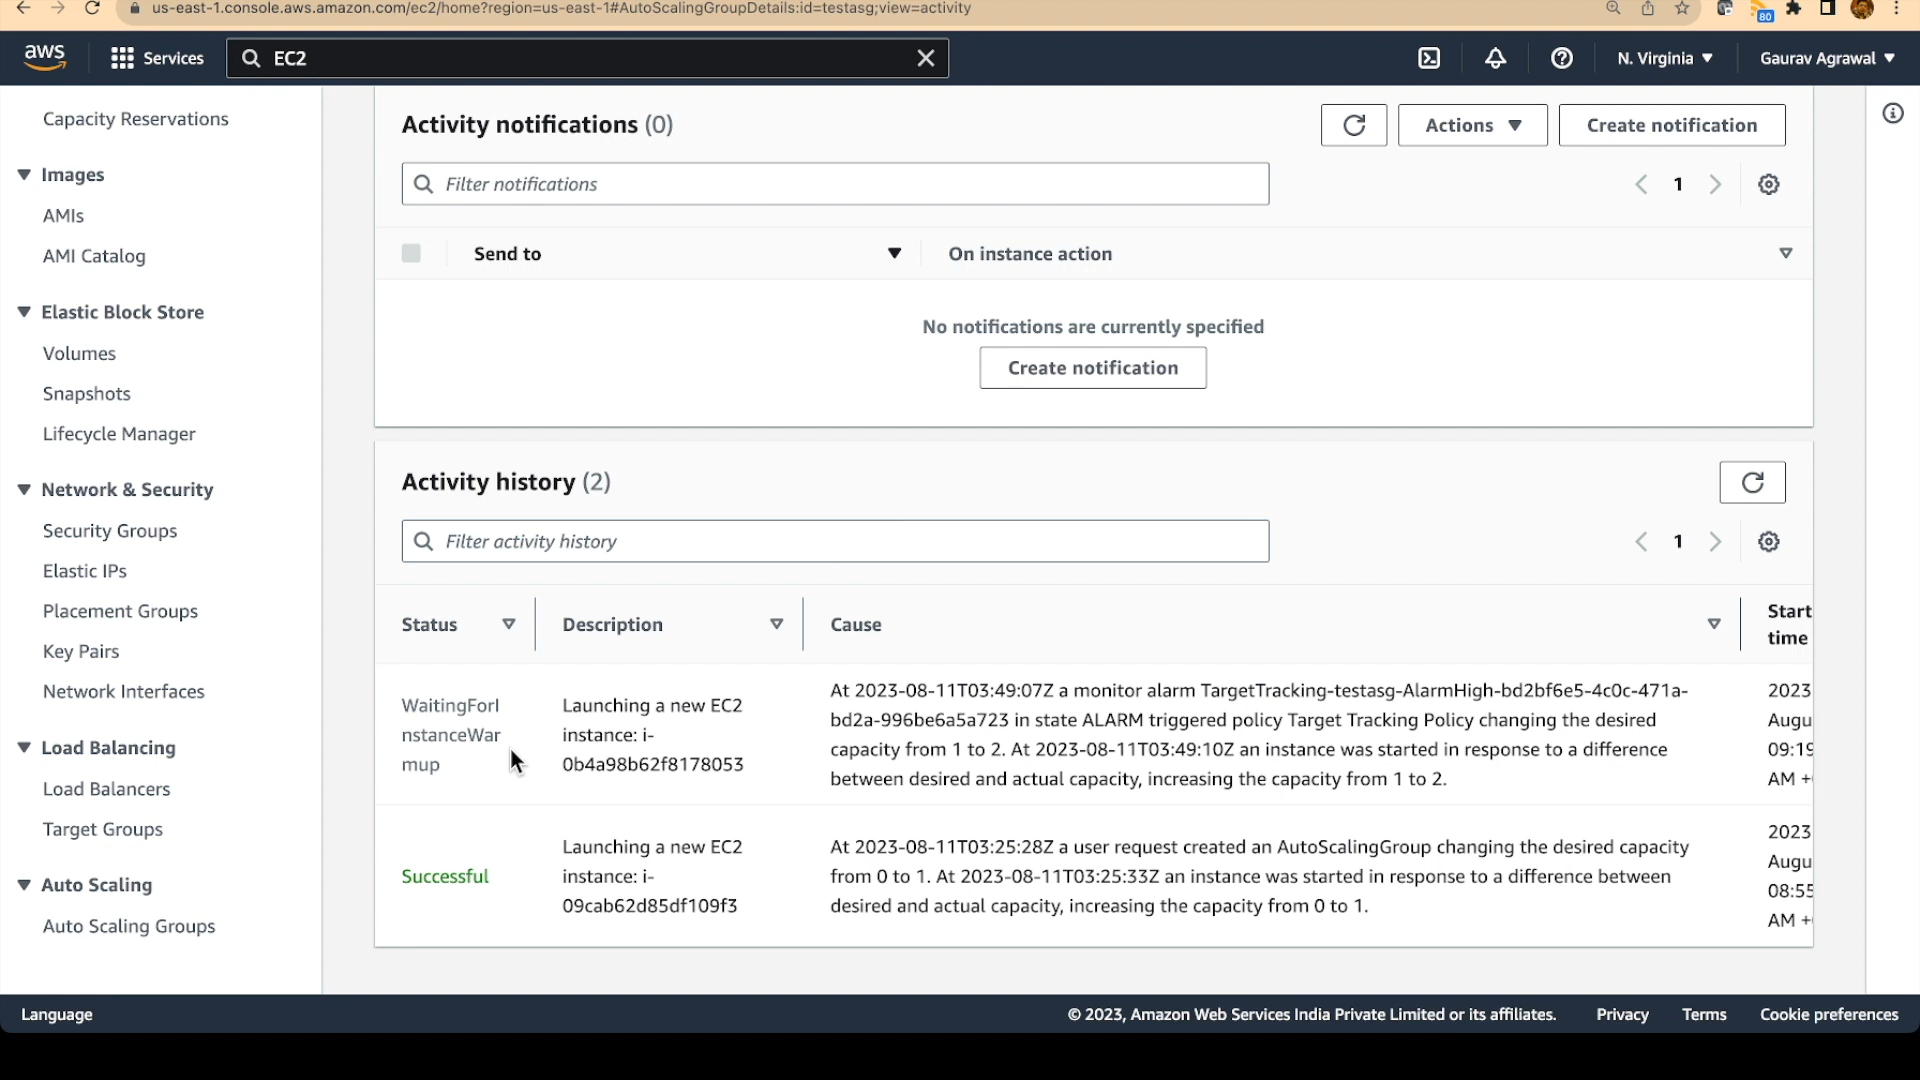 us-east-1.console.aws.amazon.com/ec2/home?region=us-east-1#AutoScalingGroupDetails:id=testasg;view=activity
80
aws
Services
EC2
N. Virginia
Gaurav Agrawal
Capacity Reservations
Images
AMIs
AMI Catalog
Elastic Block Store
Volumes
Snapshots
Lifecycle Manager
Network & Security
Security Groups
Elastic IPs
Placement Groups
Key Pairs
Network Interfaces
Load Balancing
Load Balancers
Target Groups
Auto Scaling
Auto Scaling Groups
Activity notifications (0)
Actions
Create notification
Filter notifications
1
Send to
On instance action
No notifications are currently specified
Create notification
Activity history (2)
Filter activity history
1
Status
Description
Cause
Start
time
WaitingForI
nstanceWar
mup
Launching a new EC2
instance: i-
0b4a98b62f8178053
At 2023-08-11T03:49:07Z a monitor alarm TargetTracking-testasg-AlarmHigh-bd2bf6e5-4c0c-471a-
bd2a-996be6a5a723 in state ALARM triggered policy Target Tracking Policy changing the desired
capacity from 1 to 2. At 2023-08-11T03:49:10Z an instance was started in response to a difference
between desired and actual capacity, increasing the capacity from 1 to 2.
2023
Augu
09:19
AM +
Successful
Launching a new EC2
instance: i-
09cab62d85df109f3
At 2023-08-11T03:25:28Z a user request created an AutoScalingGroup changing the desired capacity
from 0 to 1. At 2023-08-11T03:25:33Z an instance was started in response to a difference between
desired and actual capacity, increasing the capacity from 0 to 1.
2023
Augu
08:55
AM +
Language
© 2023, Amazon Web Services India Private Limited or its affiliates.
Privacy
Terms
Cookie preferences